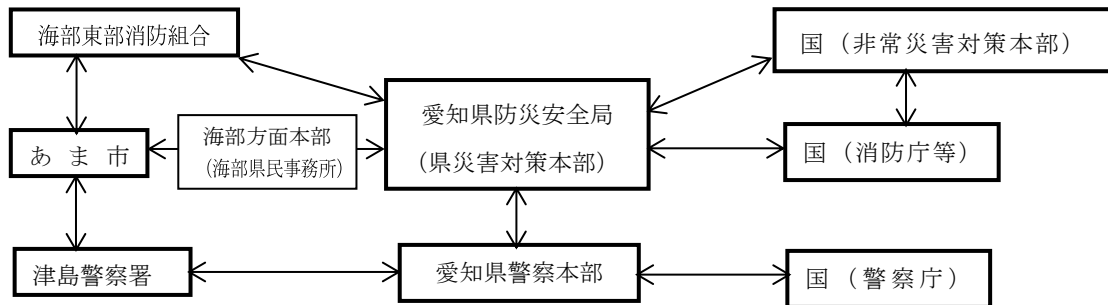 海部東部消防組合
国（非常災害対策本部）
愛知県防災安全局
（県災害対策本部）
海部方面本部
（海部県民事務所）
あま市
国（消防庁等）
津島警察署
愛知県警察本部
国（警察庁）